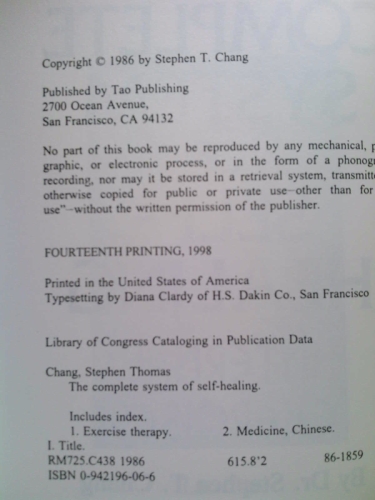 Copyright © 1986 by Stephen T. Chang
Published by Tao Publishing
2700 Ocean Avenue,
San Francisco, CA 94132
No part of this book may be reproduced by any mechanical,
graphic, or electronic process, or in the form of a
recording, nor may it be stored in a retrieval system,
otherwise copied for public or private use—other than for
use"—without the written permission of the publisher.
FOURTEENTH PRINTING, 1998
Printed in the United States of America
Typesetting by Diana Clardy of H.S. Dakin Co., San Francisco
Library of Congress Cataloging in Publication Data
Chang, Stephen Thomas
The complete system of self-healing.
Includes index.
1. Exercise therapy. 2. Medicine, Chinese.
I. Title.
RM725.C438 1986 615.8'2 86-1859
ISBN 0-942196-06-6